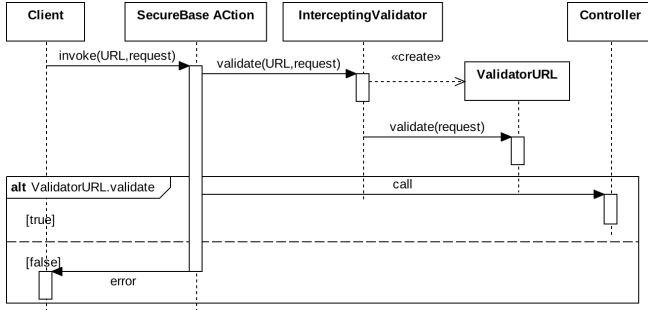 Client
SecureBase ACtion
InterceptingValidator
Controller
invoke(URL,request)
validate(URL,request)
«create»
ValidatorURL
validate(request)
alt ValidatorURL.validate
call
[true]
[false]
error